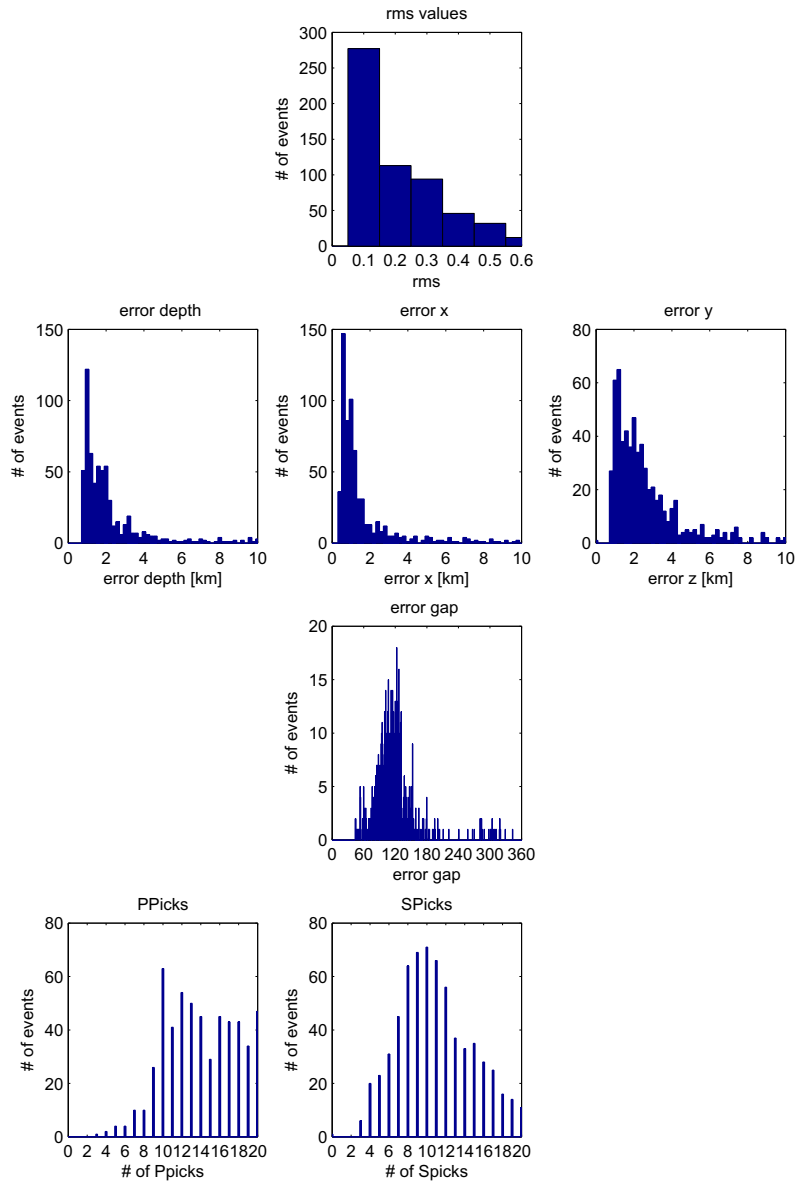 rms values
300
250
200
150
100
50
0
# of events
0 0.1 0.2 0.3 0.4 0.5 0.6
rms
error depth
150
100
50
0
# of events
0 2 4 6 8 10
error depth [km]
error x
150
100
50
0
# of events
0 2 4 6 8 10
error x [km]
error y
80
60
40
20
0
# of events
0 2 4 6 8 10
error z [km]
error gap
20
15
10
5
0
# of events
0 60 120 180 240 300 360
error gap
PPicks
80
60
40
20
0
# of events
0 2 4 6 8 10 12 14 16 18 20
# of Ppicks
SPicks
80
60
40
20
0
# of events
0 2 4 6 8 10 12 14 16 18 20
# of Spicks